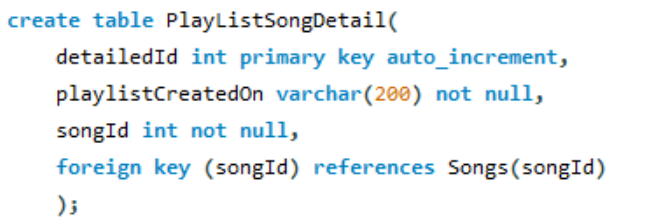 create table PlayListSongDetail(
detailedId int primary key auto_increment,
playlistCreatedOn varchar(200) not null,
songId int not null,
foreign key (songId) references Songs(songId)
);